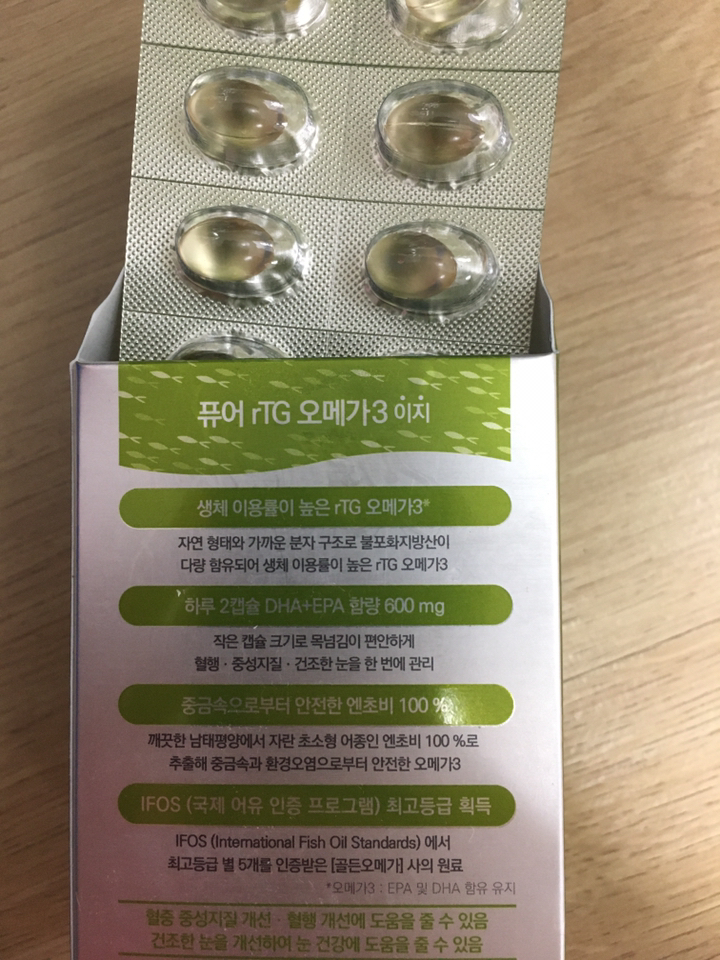 퓨어 rTG 오메가3 이지
생체 이용률이 높은 rTG 오메가3*
자연 형태와 가까운 분자 구조로 불포화지방산이
다량 함유되어 생체 이용률이 높은 rTG 오메가3
하루 2캡슐 DHA+EPA 함량 600 mg
작은 캡슐 크기로 목넘김이 편안하게
혈행 · 중성지질 · 건조한 눈을 한 번에 관리
중금속으로부터 안전한 엔초비 100 %
깨끗한 남태평양에서 자란 초소형 어종인 엔초비 100 %로
추출해 중금속과 환경오염으로부터 안전한 오메가3
IFOS (국제 어유 인증 프로그램) 최고등급 획득
IFOS (International Fish Oil Standards) 에서
최고등급 별 5개를 인증받은 [골든오메가] 사의 원료
*오메가3 : EPA 및 DHA 함유 유지
혈중 중성지질 개선 · 혈행 개선에 도움을 줄 수 있음
건조한 눈을 개선하여 눈 건강에 도움을 줄 수 있음